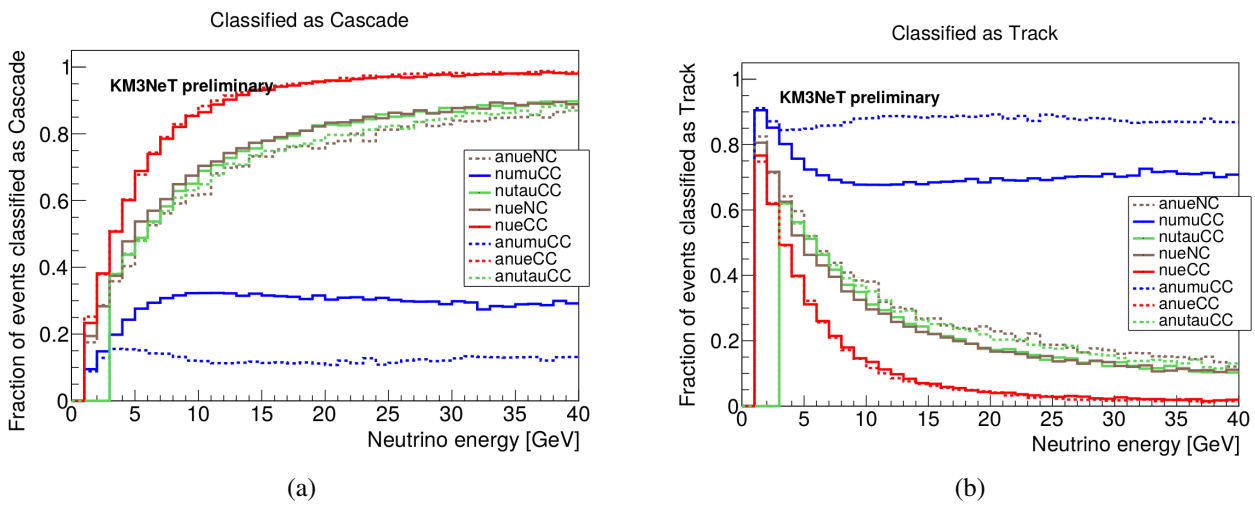 Classified as Cascade
Fraction of events classified as Cascade
1
0.8
0.6
0.4
0.2
0
KM3NeT preliminary
anueNC
numuCC
nutauCC
nueNC
nueCC
anumuCC
anueCC
anutauCC
0 5 10 15 20 25 30 35 40
Neutrino energy [GeV]
(a)
Classified as Track
Fraction of events classified as Track
1
0.8
0.6
0.4
0.2
0
KM3NeT preliminary
anueNC
numuCC
nutauCC
nueNC
nueCC
anumuCC
anueCC
anutauCC
0 5 10 15 20 25 30 35 40
Neutrino energy [GeV]
(b)